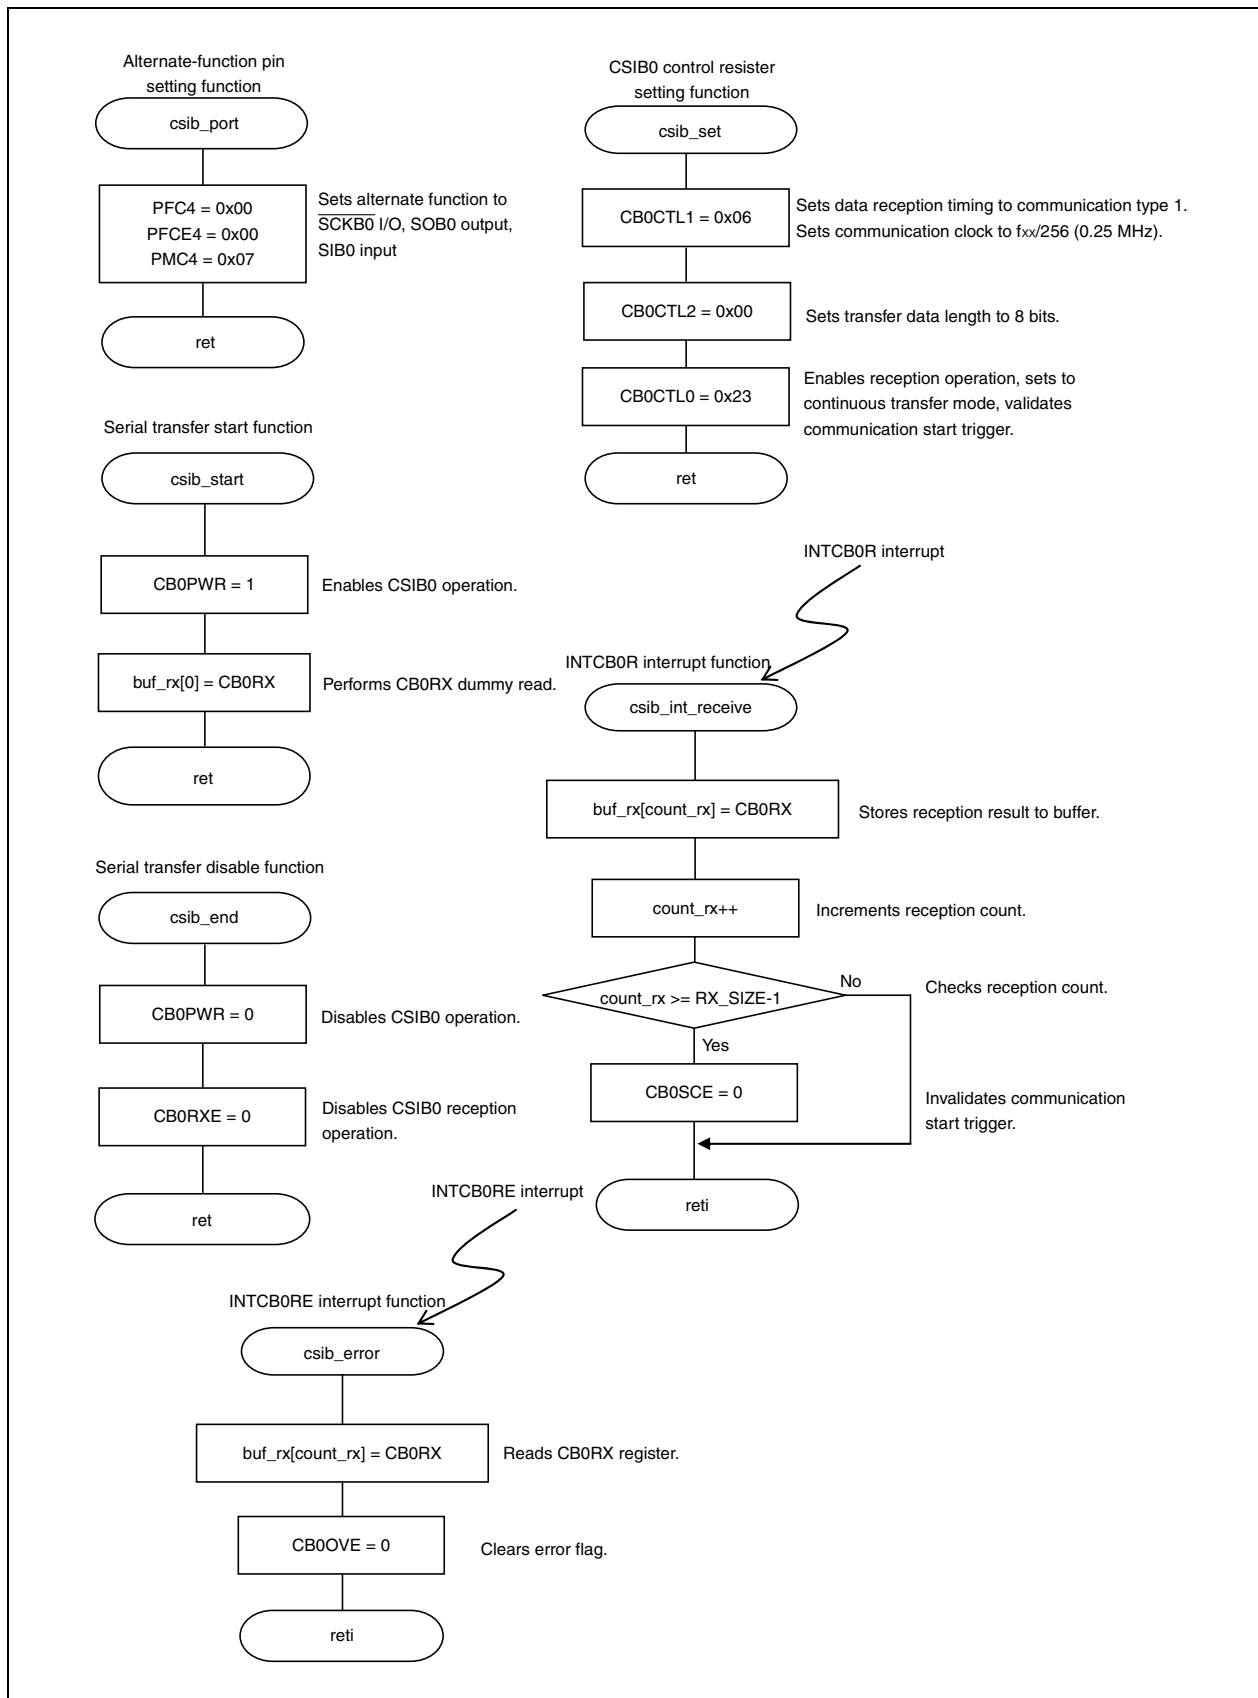 Alternate-function pin
setting function
csib_port
PFC4 = 0x00
PFCE4 = 0x00
PMC4 = 0x07
Sets alternate function to
SCKB0 I/O, SOB0 output,
SIB0 input
ret
Serial transfer start function
csib_start
CB0PWR = 1
Enables CSIB0 operation.
buf_rx[0] = CB0RX
Performs CB0RX dummy read.
ret
Serial transfer disable function
csib_end
CB0PWR = 0
Disables CSIB0 operation.
CB0RXE = 0
Disables CSIB0 reception
operation.
ret
CSIB0 control resister
setting function
csib_set
CB0CTL1 = 0x06
Sets data reception timing to communication type 1.
Sets communication clock to fxx/256 (0.25 MHz).
CB0CTL2 = 0x00
Sets transfer data length to 8 bits.
CB0CTL0 = 0x23
Enables reception operation, sets to
continuous transfer mode, validates
communication start trigger.
ret
INTCB0R interrupt
INTCB0R interrupt function
csib_int_receive
buf_rx[count_rx] = CB0RX
Stores reception result to buffer.
count_rx++
Increments reception count.
count_rx >= RX_SIZE-1
No
Checks reception count.
Yes
CB0SCE = 0
Invalidates communication
start trigger.
reti
INTCB0RE interrupt
INTCB0RE interrupt function
csib_error
buf_rx[count_rx] = CB0RX
Reads CB0RX register.
CB0OVE = 0
Clears error flag.
reti